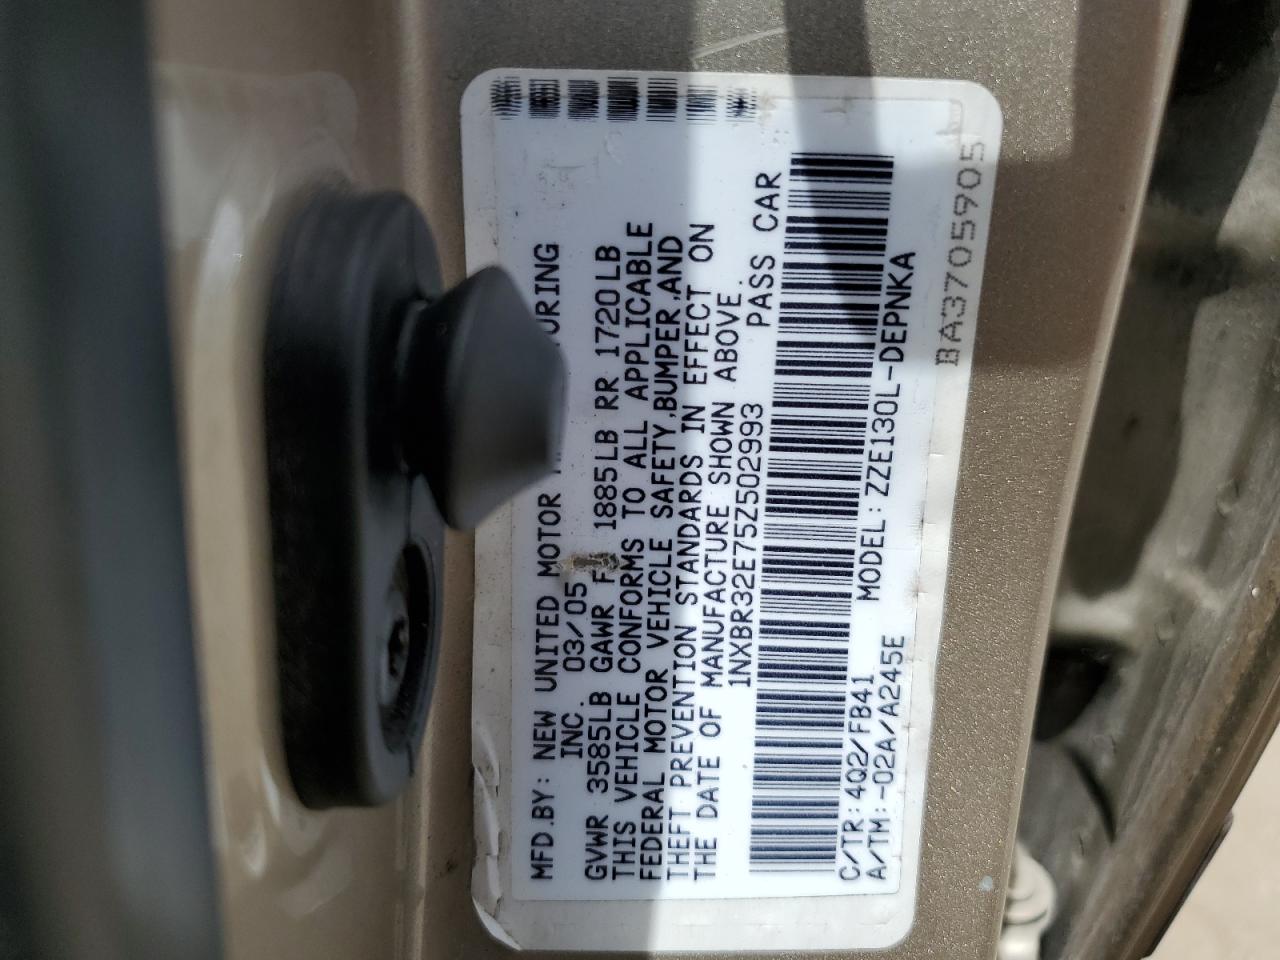 MFD.BY: NEW UNITED MOTOR
INC. 03/05
GVWR 3585LB GAWR F 1885LB RR 1720LB
THIS VEHICLE CONFORMS TO ALL APPLICABLE
FEDERAL MOTOR VEHICLE SAFETY,BUMPER,AND
THEFT PREVENTION STANDARDS IN EFFECT ON
THE DATE OF MANUFACTURE SHOWN ABOVE.
1NXBR32E75Z502993 PASS CAR
C/TR:4Q2/FB41 MODEL:ZZE130L-DEPNKA
A/TM:-02A/A245E
BA3705905